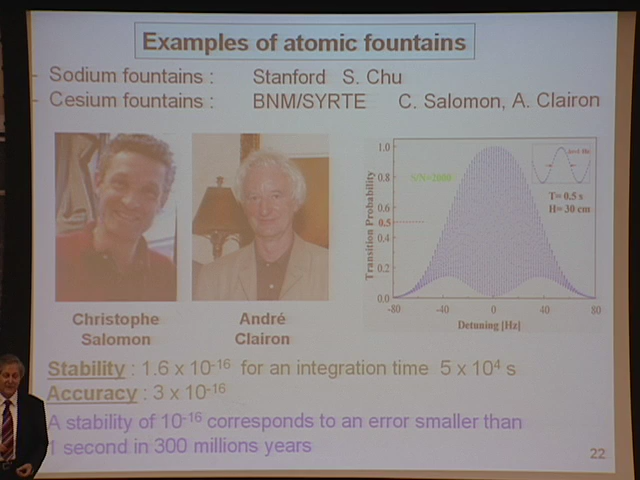 Examples of atomic fountains
- Sodium fountains : Stanford S. Chu
- Cesium fountains : BNM/SYRTE C. Salomon, A. Clairon
Christophe
Salomon
André
Clairon
Transition Probability
1.0
0.8
0.6
0.5
0.4
0.2
0.0
-80
-40
0
40
80
Detuning [Hz]
S/N=2000
T= 0.5 s
H= 30 cm
Stability : 1.6 x 10⁻¹⁶ for an integration time 5 x 10⁴ s
Accuracy : 3 x 10⁻¹⁶
A stability of 10⁻¹⁶ corresponds to an error smaller than
1 second in 300 millions years
22